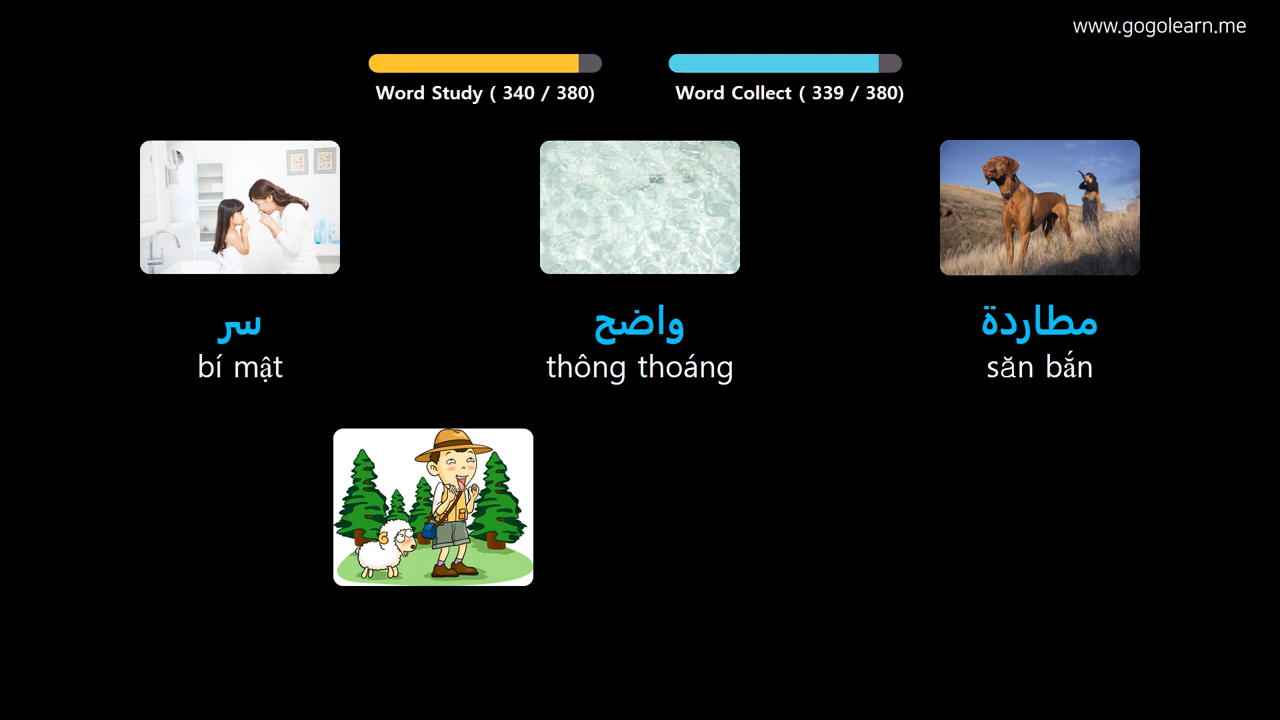 www.gogolearn.me
Word Study ( 340 / 380)
Word Collect ( 339 / 380)
سر
bí mật
واضح
thông thoáng
مطاردة
săn bắn